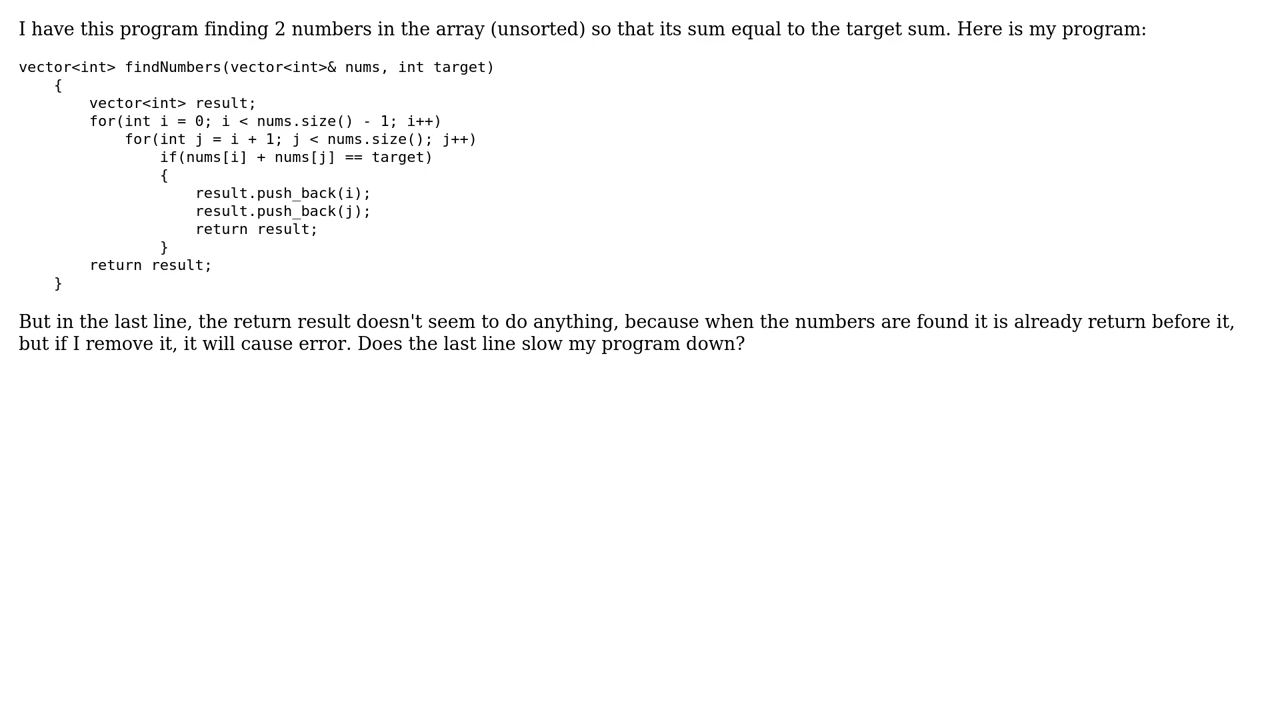 I have this program finding 2 numbers in the array (unsorted) so that its sum equal to the target sum. Here is my program:
vector<int> findNumbers(vector<int>& nums, int target)
    {
        vector<int> result;
        for(int i = 0; i < nums.size() - 1; i++)
            for(int j = i + 1; j < nums.size(); j++)
                if(nums[i] + nums[j] == target)
                {
                    result.push_back(i);
                    result.push_back(j);
                    return result;
                }
        return result;
    }
But in the last line, the return result doesn't seem to do anything, because when the numbers are found it is already return before it,
but if I remove it, it will cause error. Does the last line slow my program down?